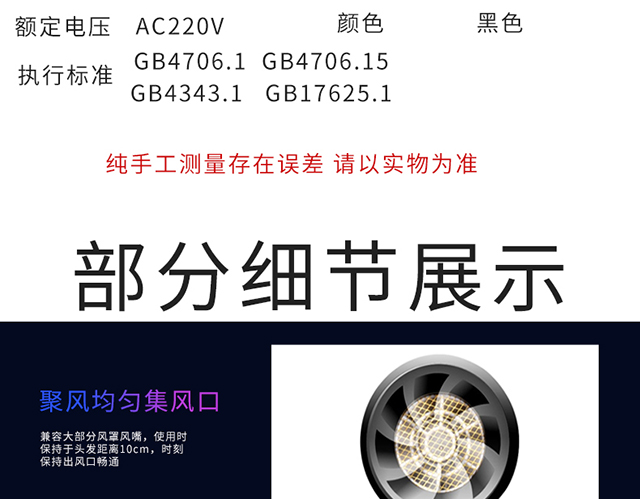 额定电压 AC220V 颜色 黑色
执行标准 GB4706.1 GB4706.15
GB4343.1 GB17625.1
纯手工测量存在误差 请以实物为准
部分细节展示
聚风均匀集风口
兼容大部分风罩风嘴，使用时
保持于头发距离10cm，时刻
保持出风口畅通